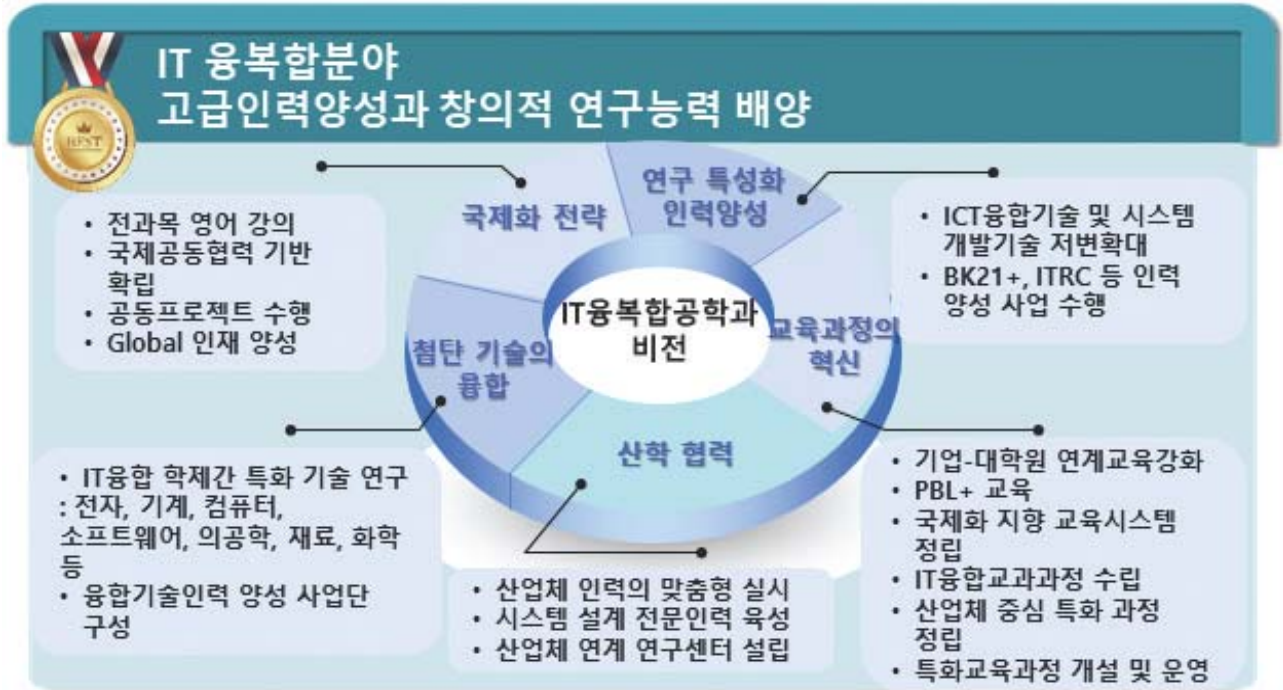 IT 융복합분야
고급인력양성과 창의적 연구능력 배양
BEST
국제화 전략
연구 특성화
인력양성
교육과정의
혁신
산학 협력
첨단 기술의
융합
IT융복합공학과
비전
• 전과목 영어 강의
• 국제공동협력 기반
확립
• 공동프로젝트 수행
• Global 인재 양성
• ICT융합기술 및 시스템
개발기술 저변확대
• BK21+, ITRC 등 인력
양성 사업 수행
• IT융합 학제간 특화 기술 연구
: 전자, 기계, 컴퓨터,
소프트웨어, 의공학, 재료, 화학
등
• 융합기술인력 양성 사업단
구성
• 산업체 인력의 맞춤형 실시
• 시스템 설계 전문인력 육성
• 산업체 연계 연구센터 설립
• 기업-대학원 연계교육강화
• PBL+ 교육
• 국제화 지향 교육시스템
정립
• IT융합교과과정 수립
• 산업체 중심 특화 과정
정립
• 특화교육과정 개설 및 운영